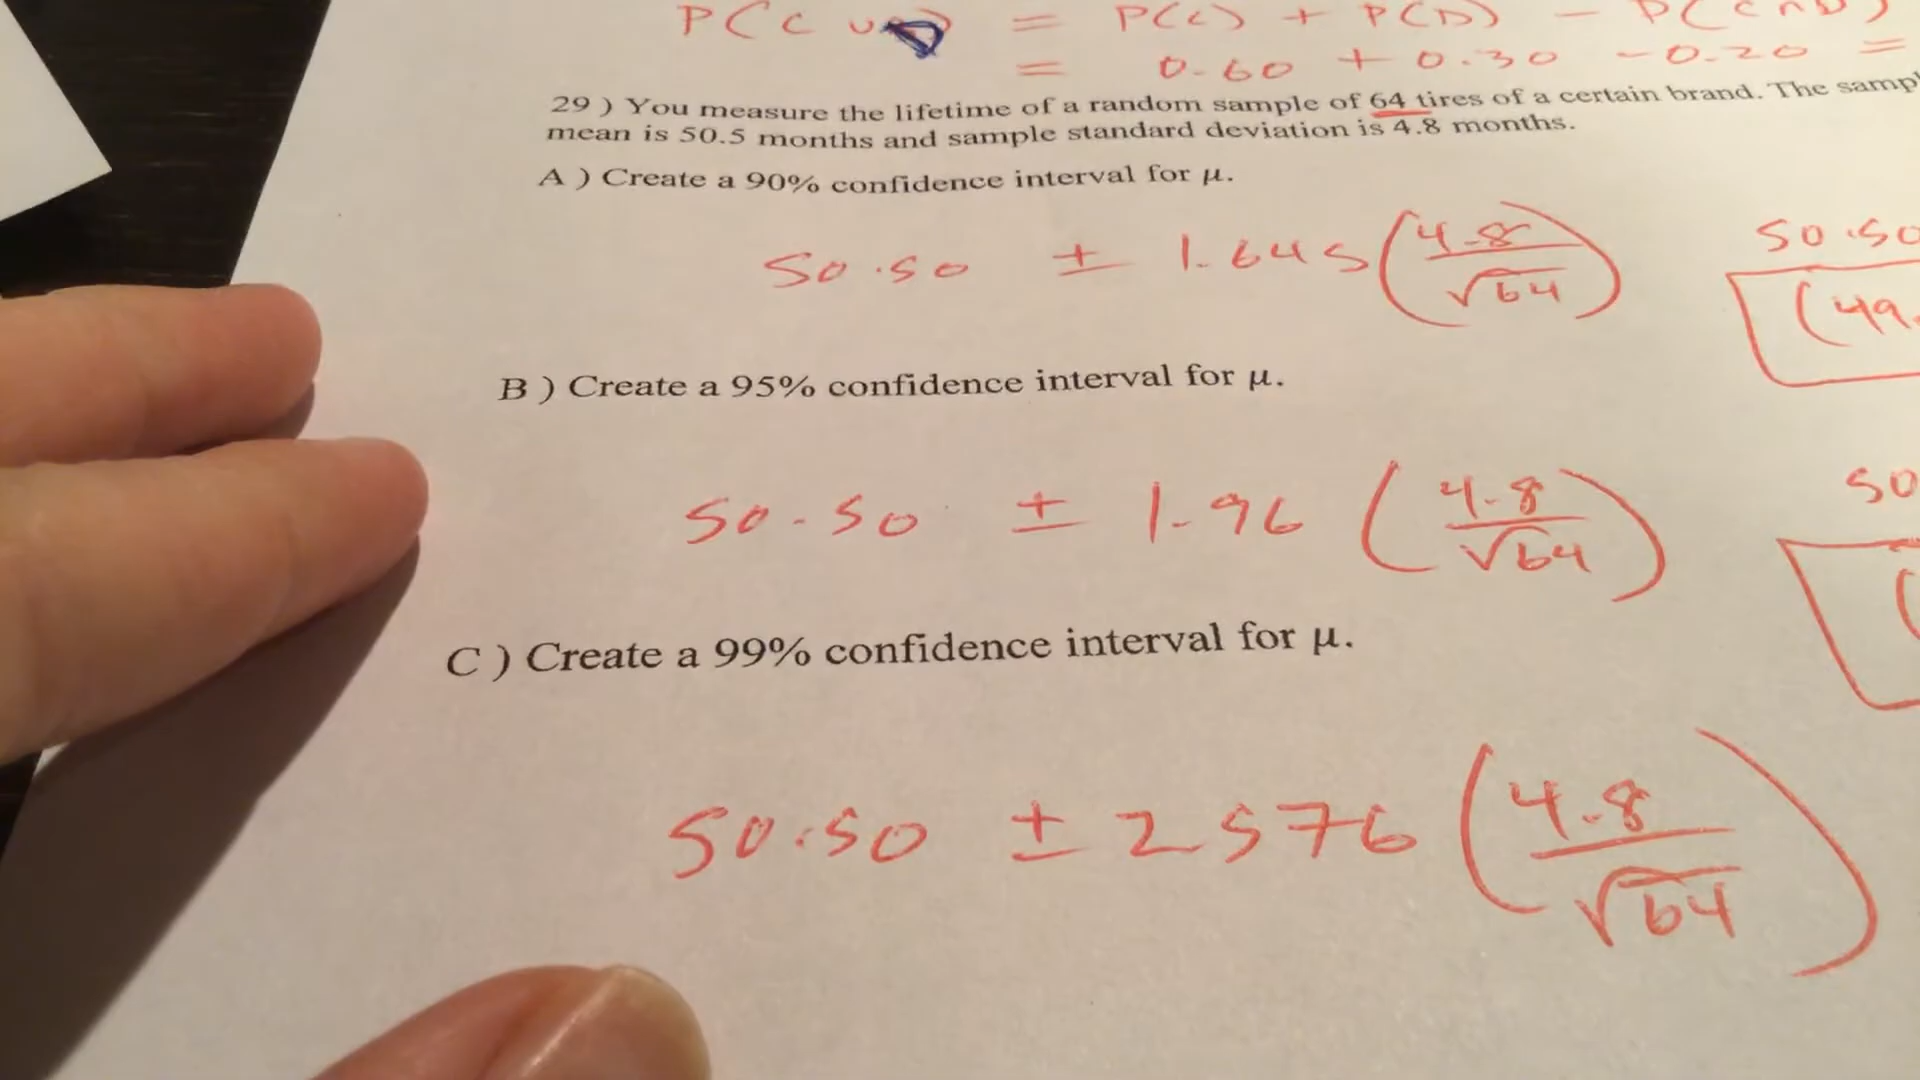 P(C U D) = P(C) + P(D) - P(C ∩ D)
= 0.60 + 0.30 - 0.20 =
29 ) You measure the lifetime of a random sample of 64 tires of a certain brand. The sampl
mean is 50.5 months and sample standard deviation is 4.8 months.
A ) Create a 90% confidence interval for μ.
50.50 ± 1.645 (4.8/√64) 50.50
(49.
B ) Create a 95% confidence interval for μ.
50.50 ± 1.96 (4.8/√64) 50
(
C ) Create a 99% confidence interval for μ.
50.50 ± 2 576 (4.8/√64)